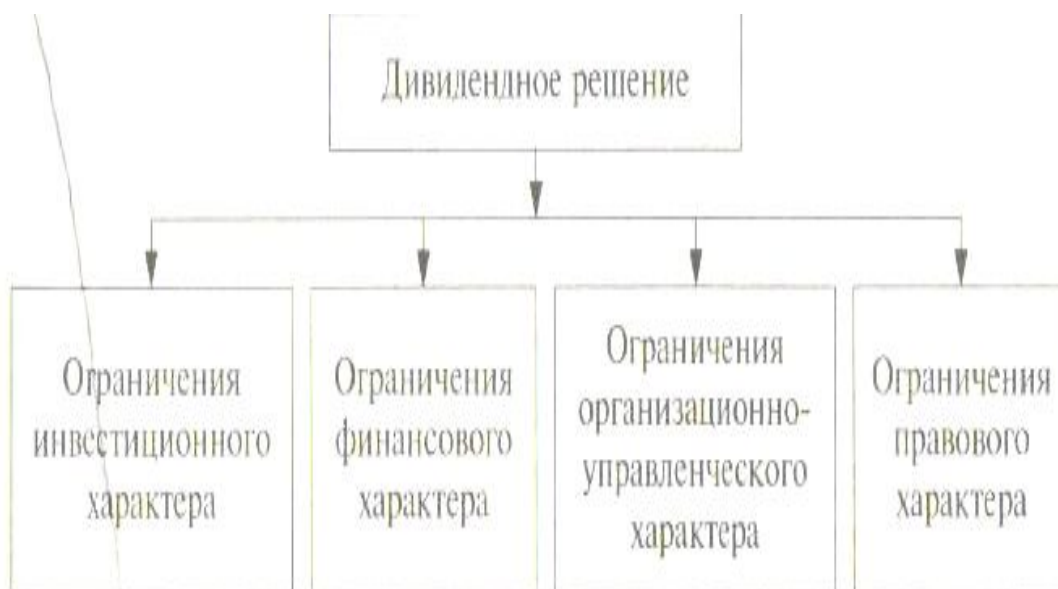 Дивидендное решение
Ограничения
инвестиционного
характера
Ограничения
финансового
характера
Ограничения
организационно-
управленческого
характера
Ограничения
правового
характера